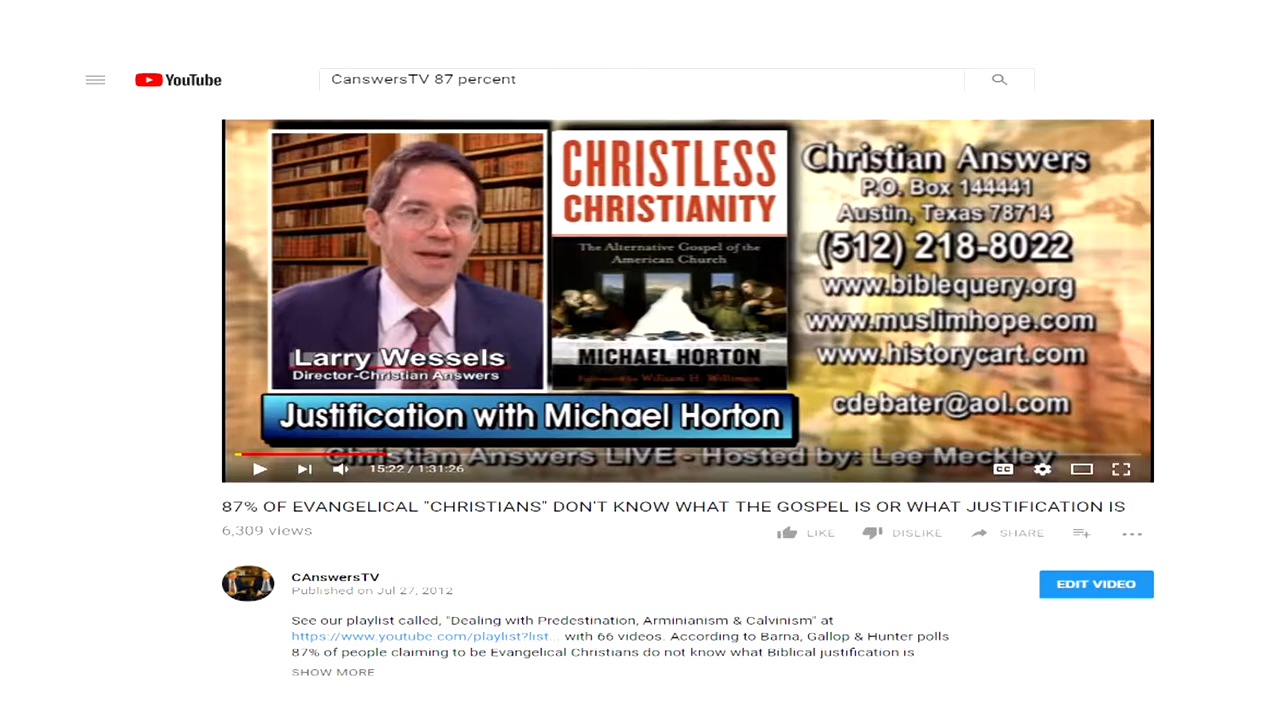 YouTube
CanswersTV 87 percent
Larry Wessels
Director-Christian Answers
CHRISTLESS
CHRISTIANITY
The Alternative Gospel of the
American Church
MICHAEL HORTON
Foreword by William H. Willimon
Christian Answers
P.O. Box 144441
Austin, Texas 78714
(512) 218-8022
www.biblequery.org
www.muslimhope.com
www.historycart.com
cdebater@aol.com
Justification with Michael Horton
Christian Answers LIVE - Hosted by: Lee Meckley
15:22 / 1:31:26
CC
87% OF EVANGELICAL "CHRISTIANS" DON'T KNOW WHAT THE GOSPEL IS OR WHAT JUSTIFICATION IS
6,309 views
LIKE DISLIKE SHARE
CAnswersTV
Published on Jul 27, 2012
EDIT VIDEO
See our playlist called, "Dealing with Predestination, Arminianism & Calvinism" at
https://www.youtube.com/playlist?list... with 66 videos. According to Barna, Gallop & Hunter polls
87% of people claiming to be Evangelical Christians do not know what Biblical justification is
SHOW MORE